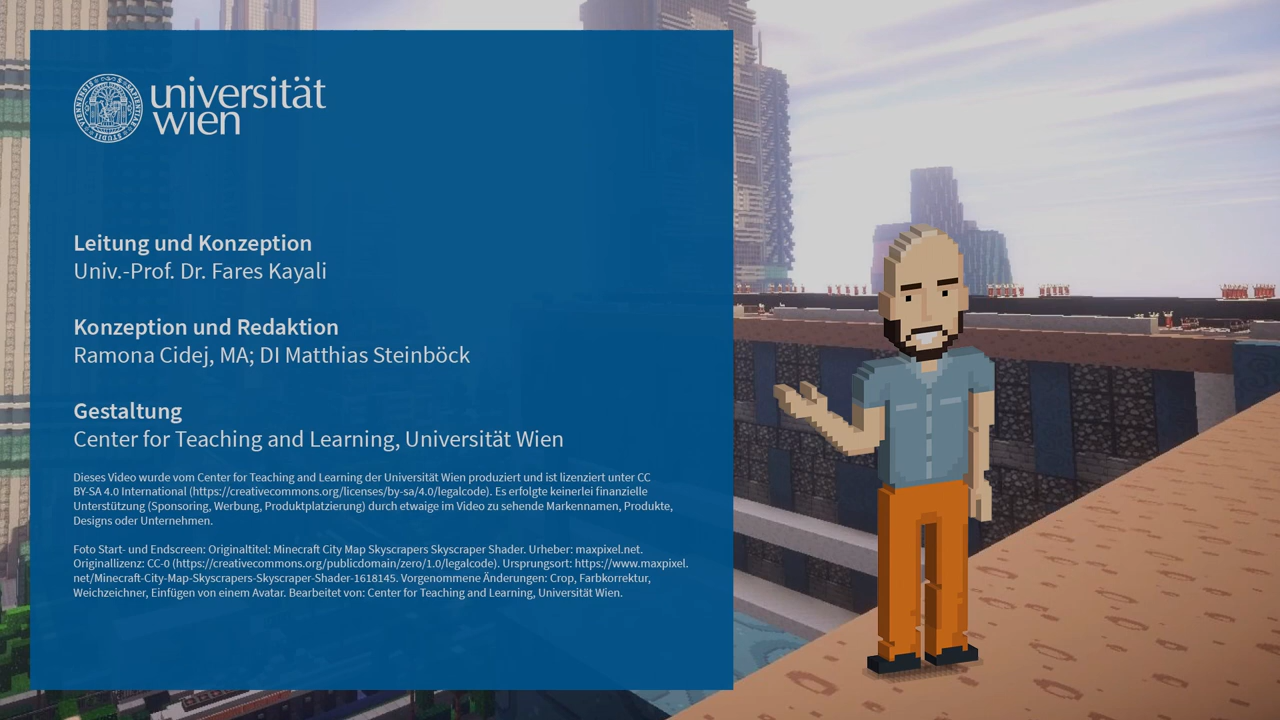 universität
wien
Leitung und Konzeption
Univ.-Prof. Dr. Fares Kayali
Konzeption und Redaktion
Ramona Cidej, MA; DI Matthias Steinböck
Gestaltung
Center for Teaching and Learning, Universität Wien
Dieses Video wurde vom Center for Teaching and Learning der Universität Wien produziert und ist lizenziert unter CC
BY-SA 4.0 International (https://creativecommons.org/licenses/by-sa/4.0/legalcode). Es erfolgte keinerlei finanzielle
Unterstützung (Sponsoring, Werbung, Produktplatzierung) durch etwaige im Video zu sehende Markennamen, Produkte,
Designs oder Unternehmen.
Foto Start- und Endscreen: Originaltitel: Minecraft City Map Skyscrapers Skyscraper Shader. Urheber: maxpixel.net.
Originallizenz: CC-0 (https://creativecommons.org/publicdomain/zero/1.0/legalcode). Ursprungsort: https://www.maxpixel.
net/Minecraft-City-Map-Skyscrapers-Skyscraper-Shader-1618145. Vorgenommene Änderungen: Crop, Farbkorrektur,
Weichzeichner, Einfügen von einem Avatar. Bearbeitet von: Center for Teaching and Learning, Universität Wien.